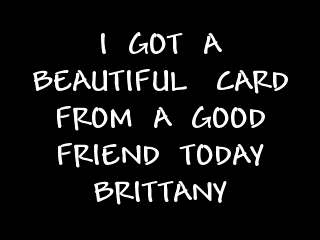 I GOT A
BEAUTIFUL CARD
FROM A GOOD
FRIEND TODAY
BRITTANY